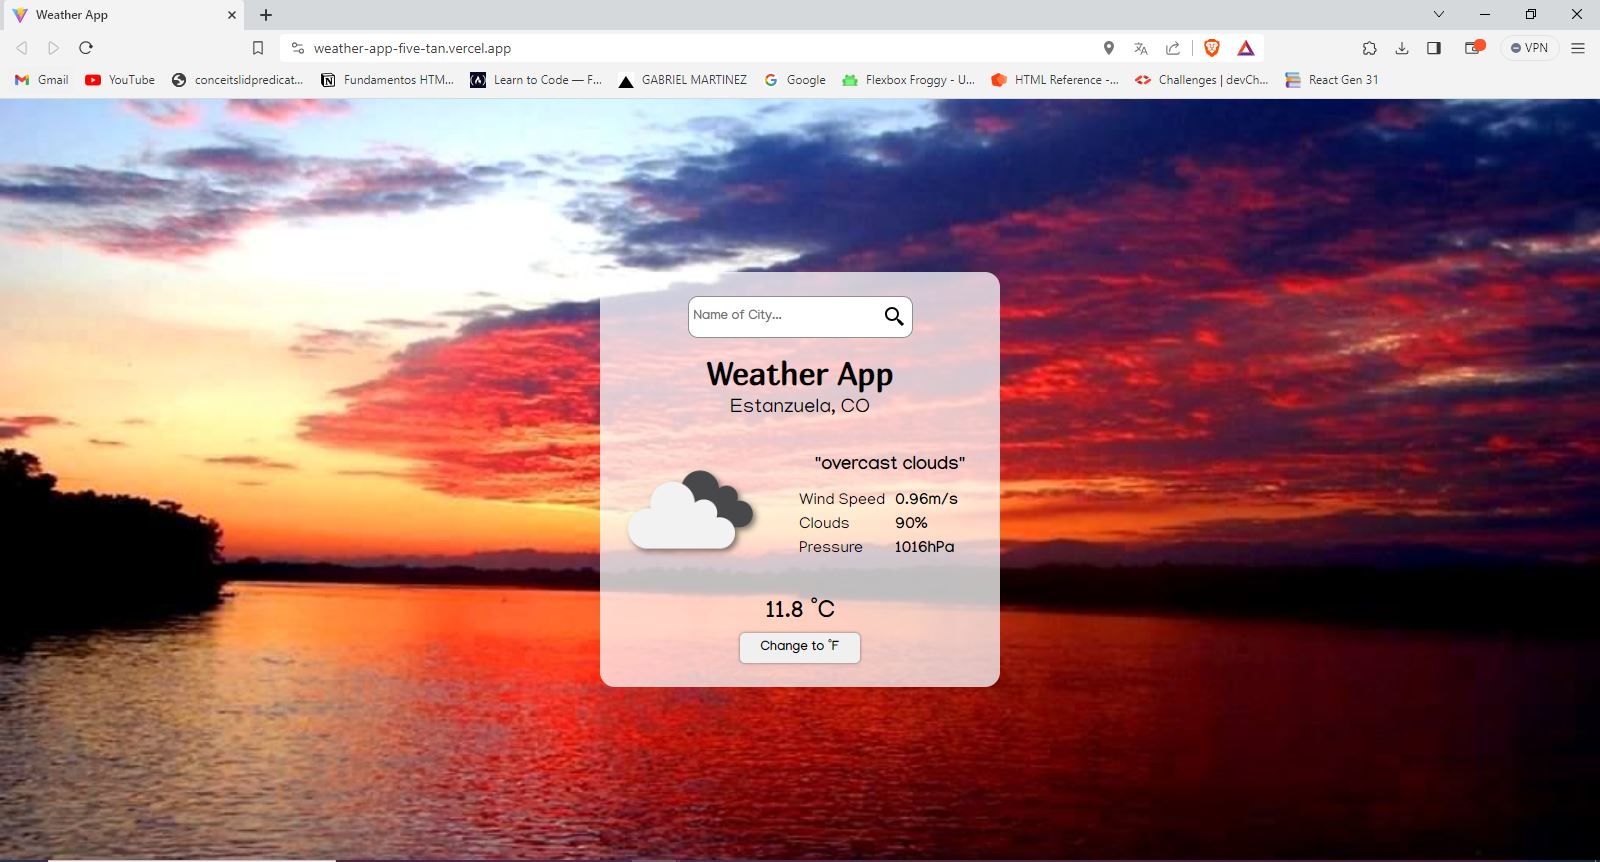 Weather App
weather-app-five-tan.vercel.app
VPN
Gmail
YouTube
conceitslidpredicat...
Fundamentos HTM...
Learn to Code — F...
GABRIEL MARTINEZ
Google
Flexbox Froggy - U...
HTML Reference -...
Challenges | devCh...
React Gen 31
Name of City...
Weather App
Estanzuela, CO
"overcast clouds"
Wind Speed 0.96m/s
Clouds 90%
Pressure 1016hPa
11.8 °C
Change to °F